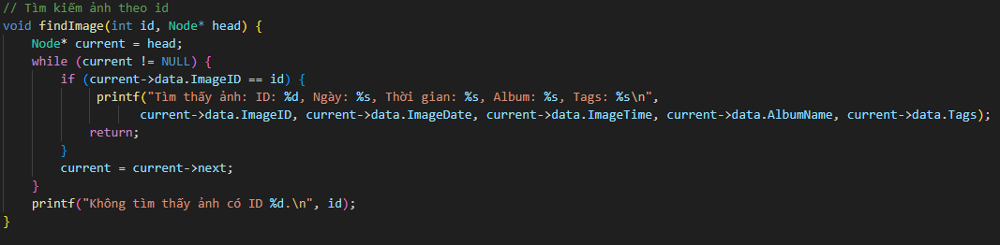 // Tìm kiếm ảnh theo id
void findImage(int id, Node* head) {
    Node* current = head;
    while (current != NULL) {
        if (current->data.ImageID == id) {
             printf("Tìm thấy ảnh: ID: %d, Ngày: %s, Thời gian: %s, Album: %s, Tags: %s\n",
                   current->data.ImageID, current->data.ImageDate, current->data.ImageTime, current->data.AlbumName, current->data.Tags);
            return;
        }
        current = current->next;
    }
    printf("Không tìm thấy ảnh có ID %d.\n", id);
}